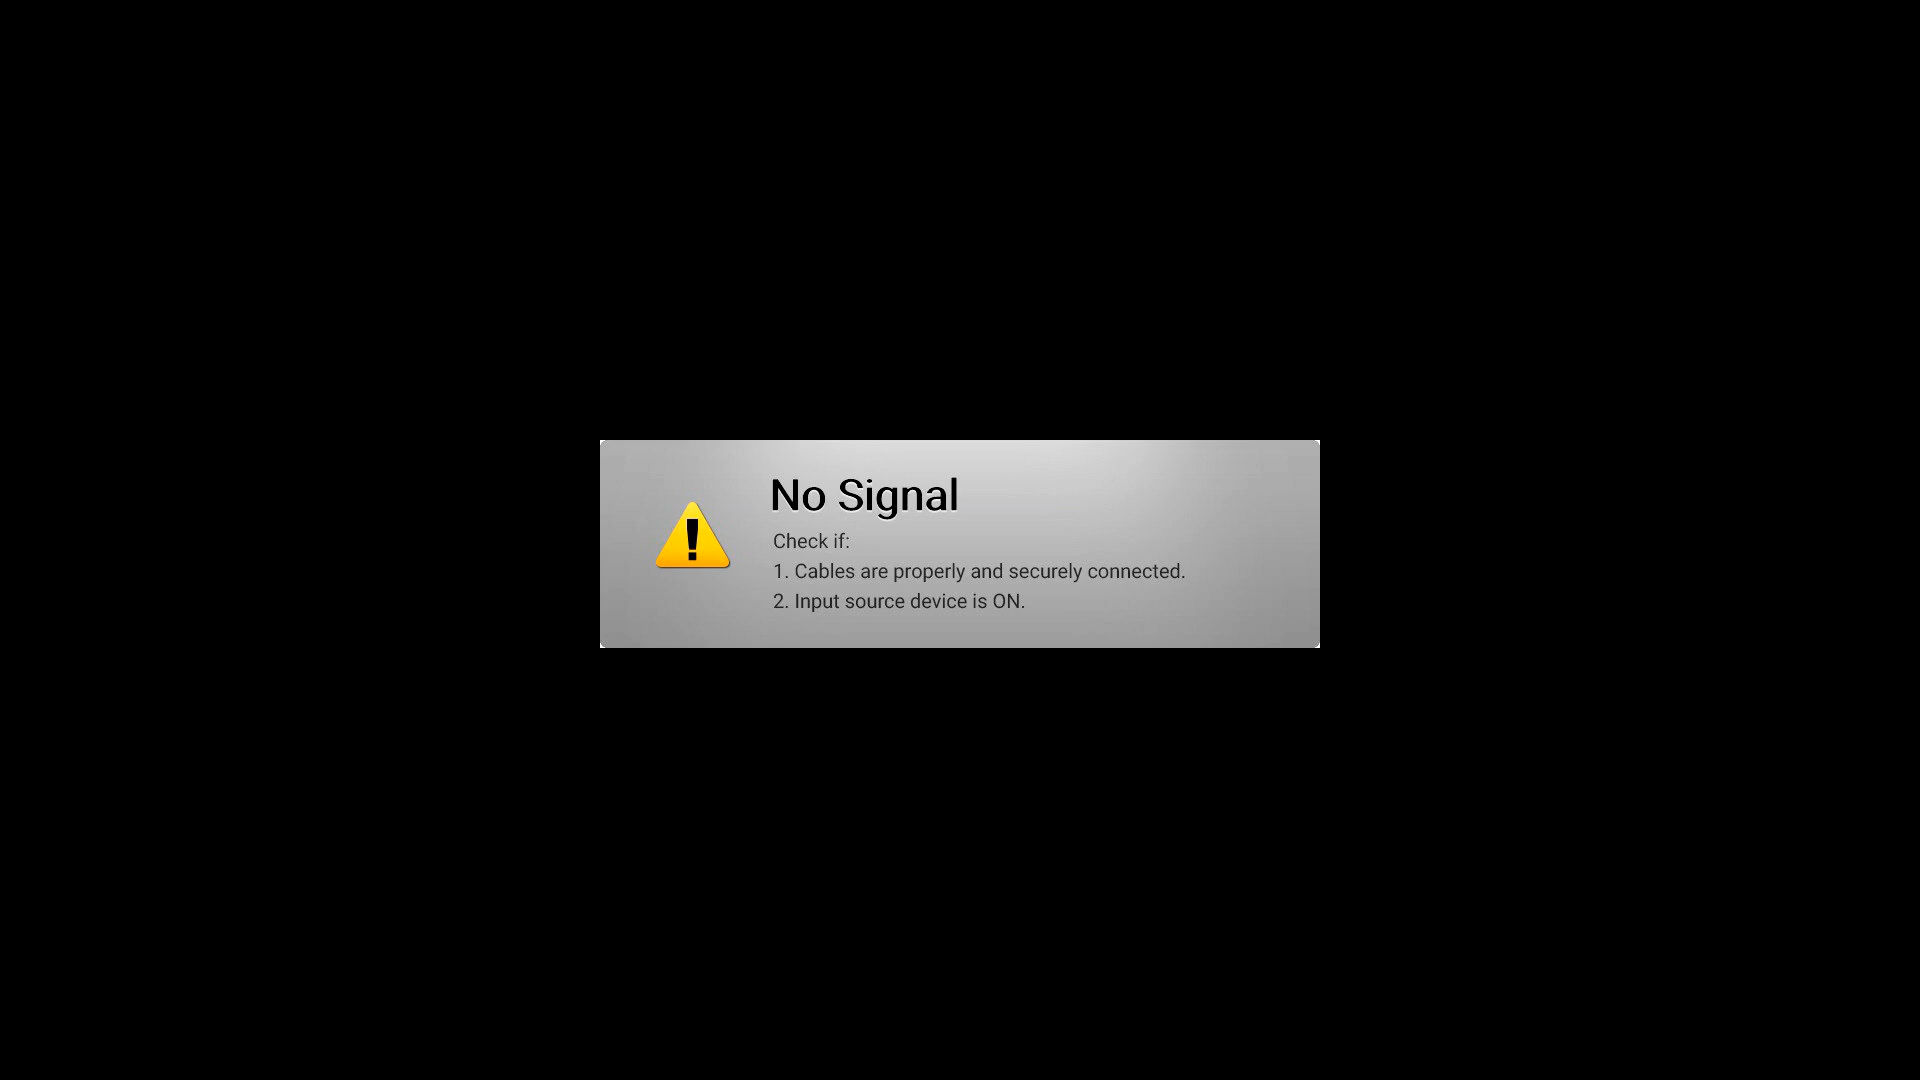 No Signal
Check if:
1. Cables are properly and securely connected.
2. Input source device is ON.